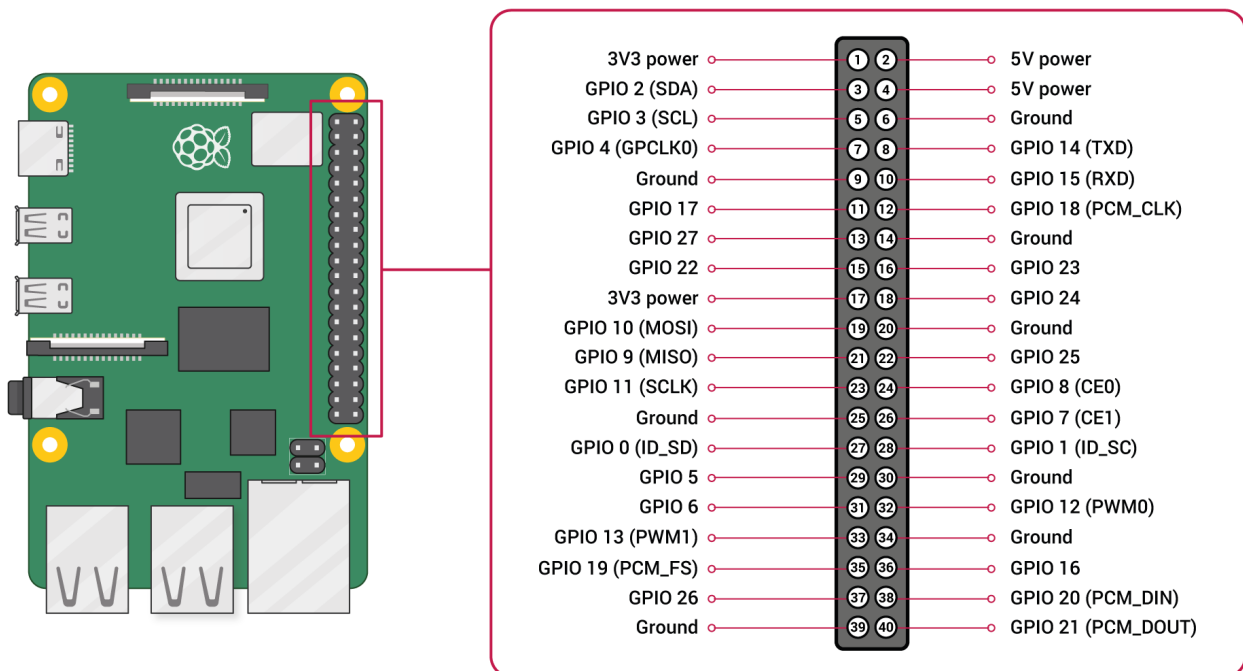 3V3 power 1 2 5V power
GPIO 2 (SDA) 3 4 5V power
GPIO 3 (SCL) 5 6 Ground
GPIO 4 (GPCLK0) 7 8 GPIO 14 (TXD)
Ground 9 10 GPIO 15 (RXD)
GPIO 17 11 12 GPIO 18 (PCM_CLK)
GPIO 27 13 14 Ground
GPIO 22 15 16 GPIO 23
3V3 power 17 18 GPIO 24
GPIO 10 (MOSI) 19 20 Ground
GPIO 9 (MISO) 21 22 GPIO 25
GPIO 11 (SCLK) 23 24 GPIO 8 (CE0)
Ground 25 26 GPIO 7 (CE1)
GPIO 0 (ID_SD) 27 28 GPIO 1 (ID_SC)
GPIO 5 29 30 Ground
GPIO 6 31 32 GPIO 12 (PWM0)
GPIO 13 (PWM1) 33 34 Ground
GPIO 19 (PCM_FS) 35 36 GPIO 16
GPIO 26 37 38 GPIO 20 (PCM_DIN)
Ground 39 40 GPIO 21 (PCM_DOUT)